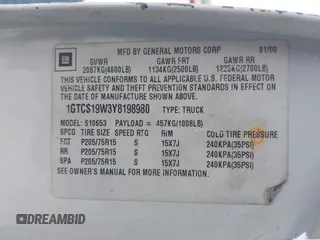 GM
MFD BY GENERAL MOTORS CORP 01/00
GVWR GAWR FRT GAWR RR
2087KG(4600LB) 1134KG(2500LB) 1225KG(2700LB)
THIS VEHICLE CONFORMS TO ALL APPLICABLE U.S. FEDERAL MOTOR
VEHICLE SAFETY AND THEFT PREVENTION STANDARDS IN EFFECT ON
THE DATE OF MANUFACTURE SHOWN ABOVE.
1GTCS19W3Y8198980 TYPE: TRUCK
MODEL: S10653 PAYLOAD = 457KG(1008LB)
SPCG TIRE SIZE SPEED RTG RIM COLD TIRE PRESSURE
FRT P205/75R15 S 15X7J 240KPA(35PSI)
RR P205/75R15 S 15X7J 240KPA(35PSI)
SPA P205/75R15 S 15X7J 240KPA(35PSI)
SEE OWNER'S MANUAL FOR MORE INFORMATION.
DREAMBID